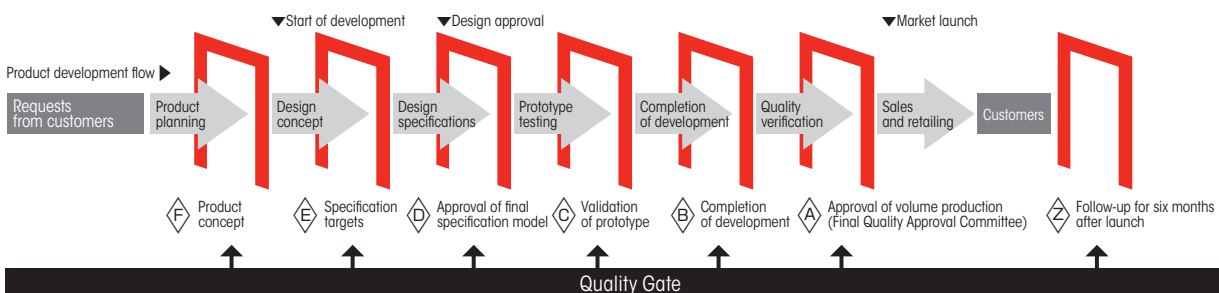 ▼Start of development
▼Design approval
▼Market launch
Product development flow ▶
Requests
from customers
Product
planning
Design
concept
Design
specifications
Prototype
testing
Completion
of development
Quality
verification
Sales
and retailing
Customers
F
Product
concept
E
Specification
targets
D
Approval of final
specification model
C
Validation
of prototype
B
Completion
of development
A
Approval of volume production
(Final Quality Approval Committee)
Z
Follow-up for six months
after launch
Quality Gate